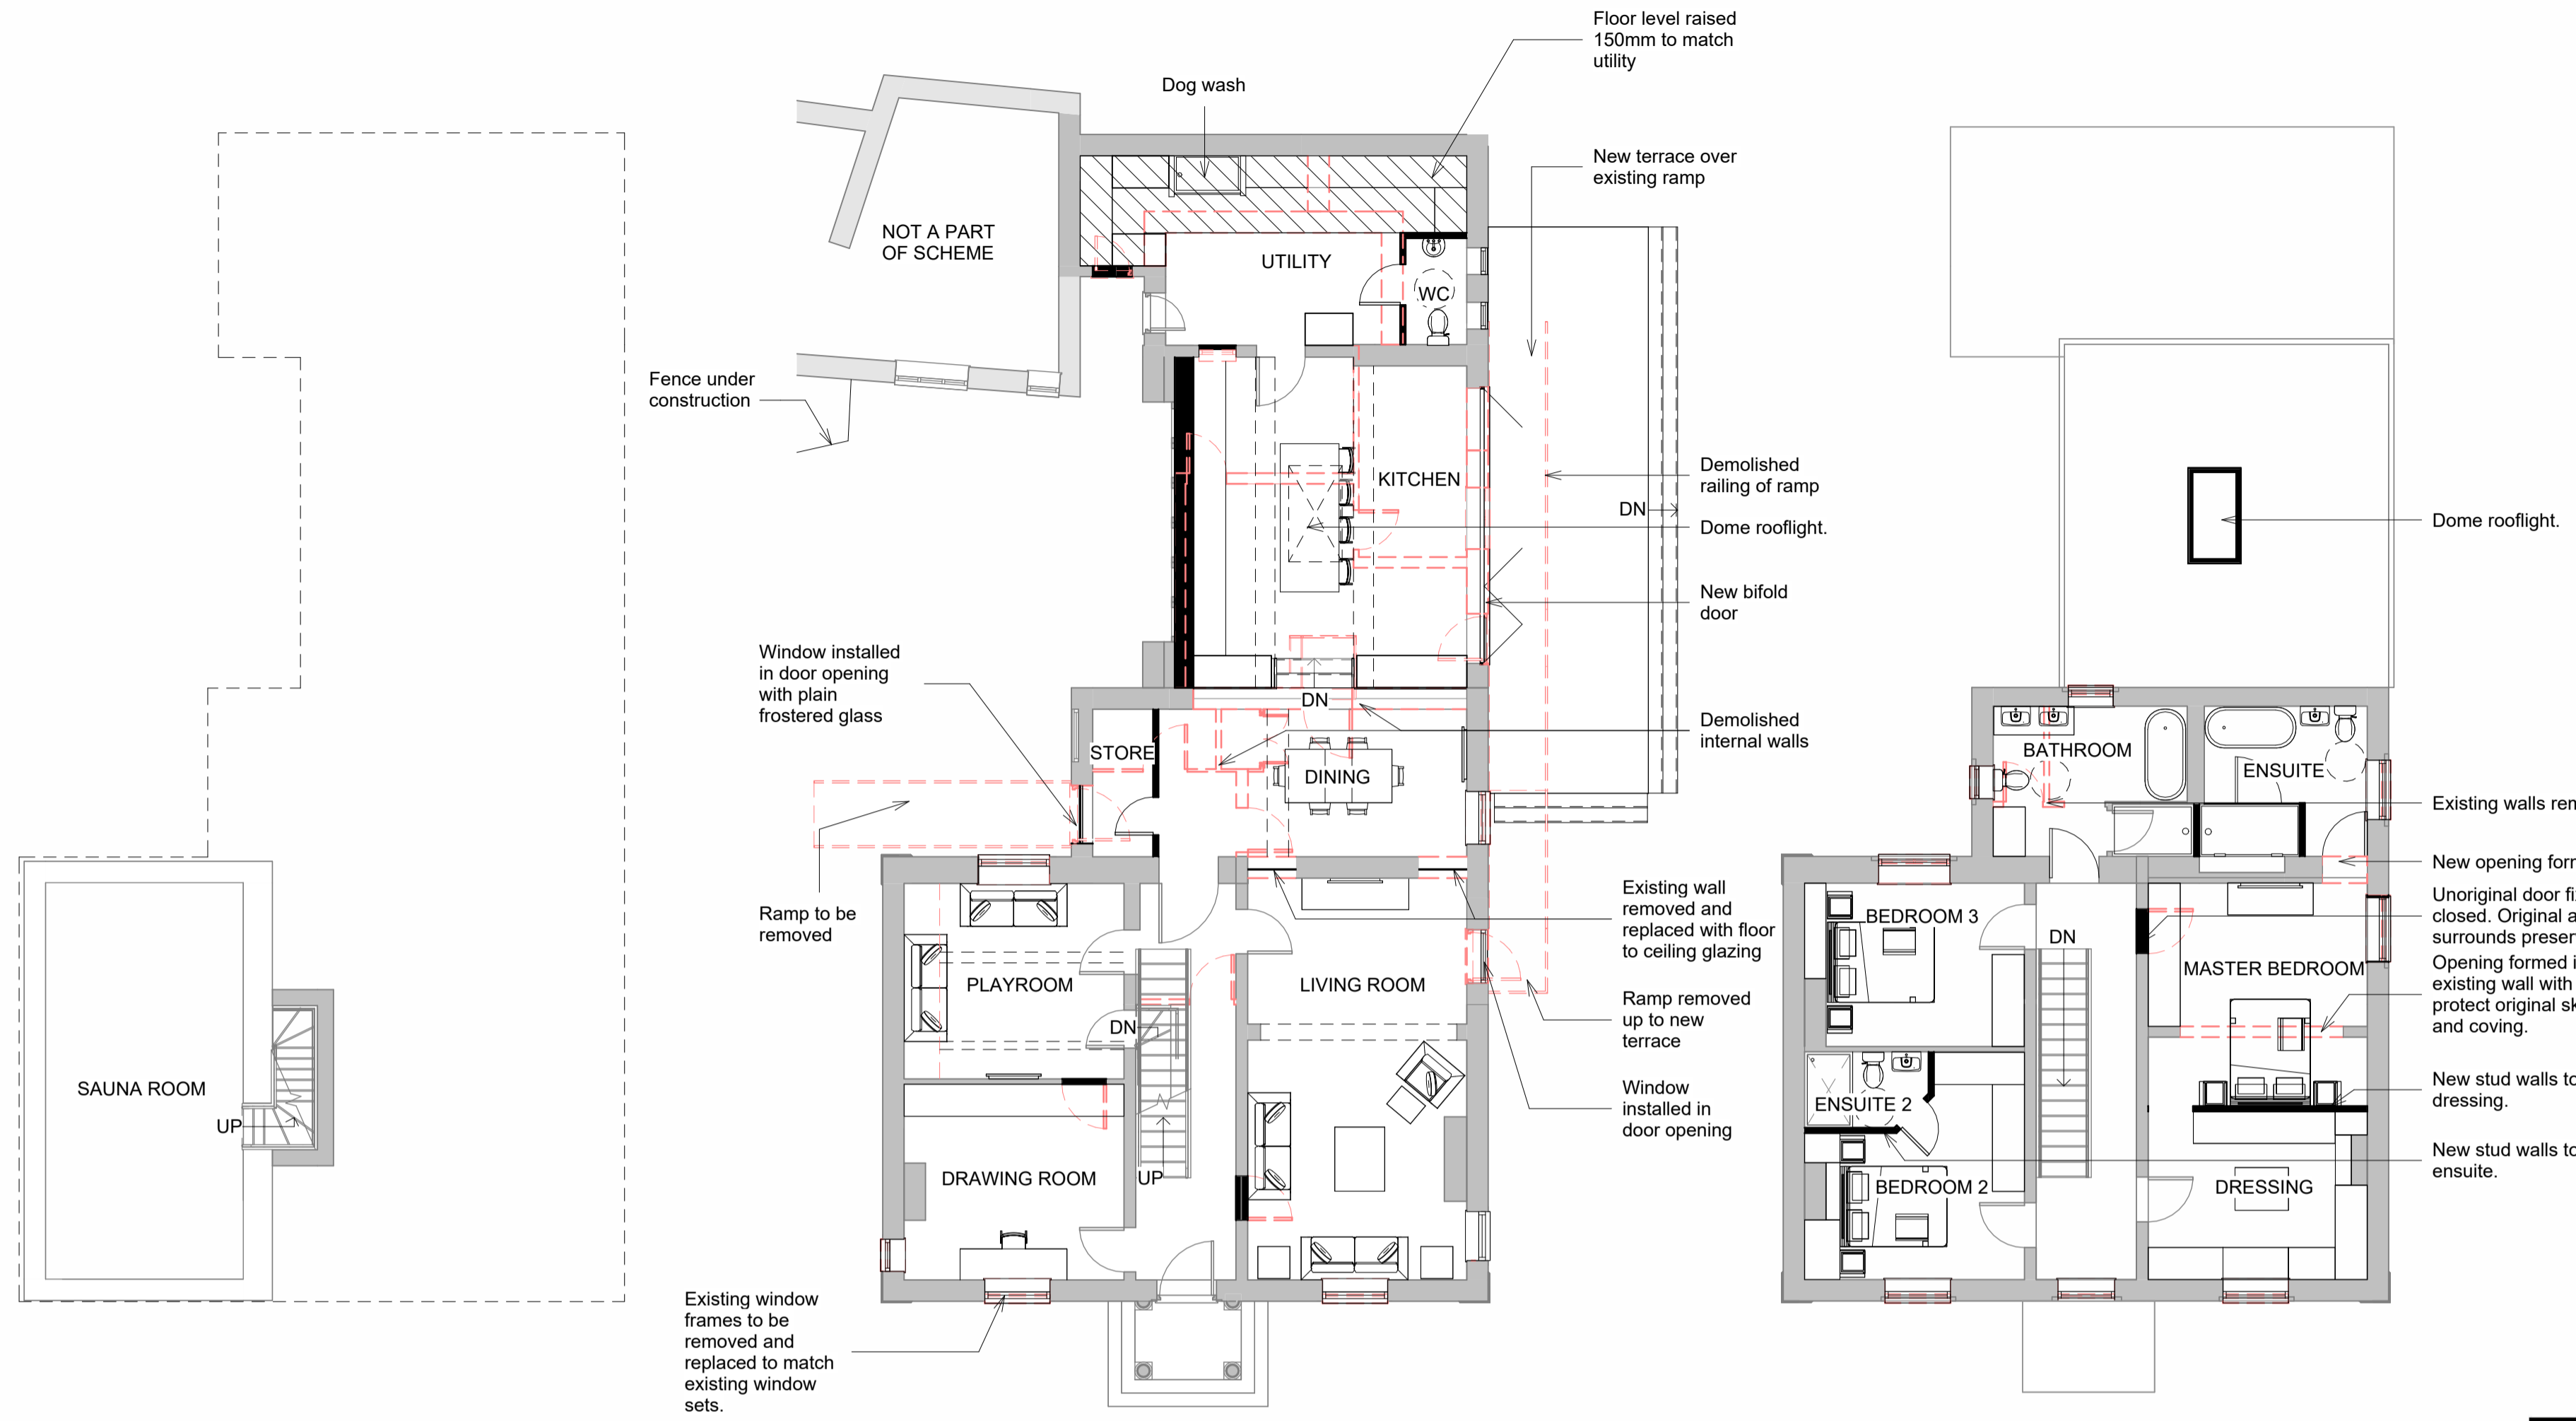 Floor level raised
150mm to match
utility
Dog wash
New terrace over
existing ramp
NOT A PART
OF SCHEME
UTILITY
WC
Fence under
construction
KITCHEN
Demolished
railing of ramp
DN
Dome rooflight.
Dome rooflight.
New bifold
door
Window installed
in door opening
with plain
frostered glass
DN
Demolished
internal walls
STORE
DINING
BATHROOM
ENSUITE
Existing walls rem
New opening for
Ramp to be
removed
Existing wall
removed and
replaced with floor
to ceiling glazing
Unoriginal door fi
closed. Original a
surrounds preser
BEDROOM 3
DN
MASTER BEDROOM
Opening formed i
existing wall with
protect original sk
and coving.
PLAYROOM
LIVING ROOM
DN
Ramp removed
up to new
terrace
SAUNA ROOM
UP
Window
installed in
door opening
ENSUITE 2
New stud walls to
dressing.
New stud walls to
ensuite.
DRAWING ROOM
UP
BEDROOM 2
DRESSING
Existing window
frames to be
removed and
replaced to match
existing window
sets.